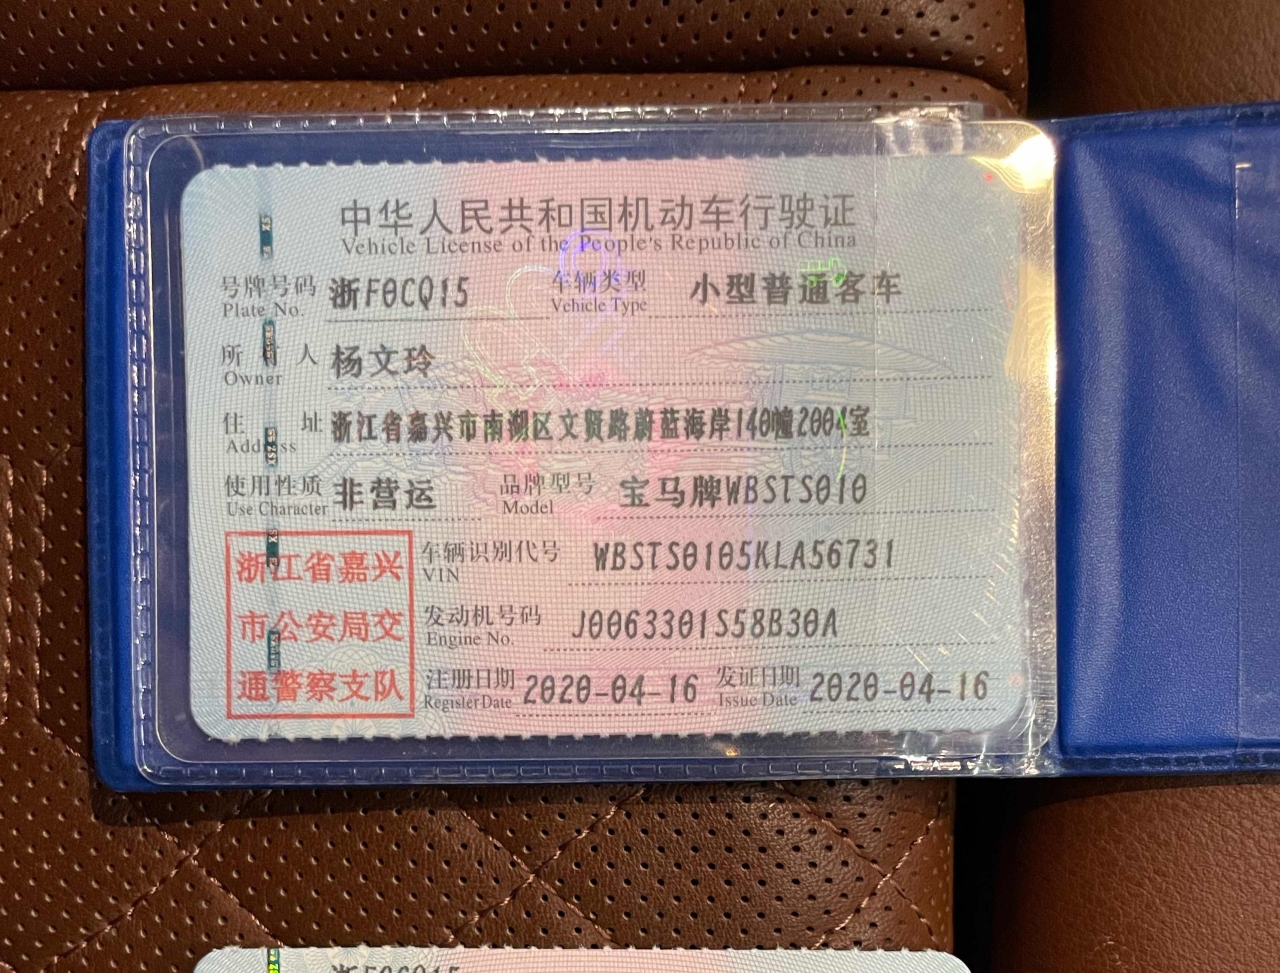 中华人民共和国机动车行驶证
Vehicle License of the People's Republic of China
号牌号码 浙F0CQ15 车辆类型 小型普通客车
Plate No. Vehicle Type
所有人 杨文玲
Owner
住址 浙江省嘉兴市南湖区文贤路蔚蓝海岸140幢2004室
Address
使用性质 非营运 品牌型号 宝马牌WBSTS010
Use Character Model
浙江省嘉兴
市公安局交
通警察支队
车辆识别代号 WBSTS0105KLA56731
VIN
发动机号码 J0063301S58B30A
Engine No.
注册日期 2020-04-16 发证日期 2020-04-16
Register Date Issue Date